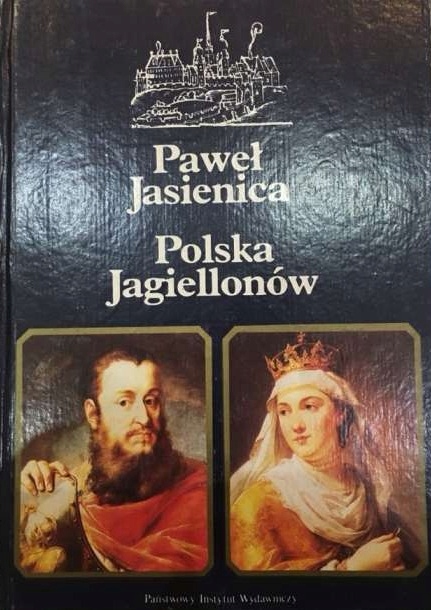 Paweł
Jasienica
Polska
Jagiellonów
Państwowy Instytut Wydawniczy